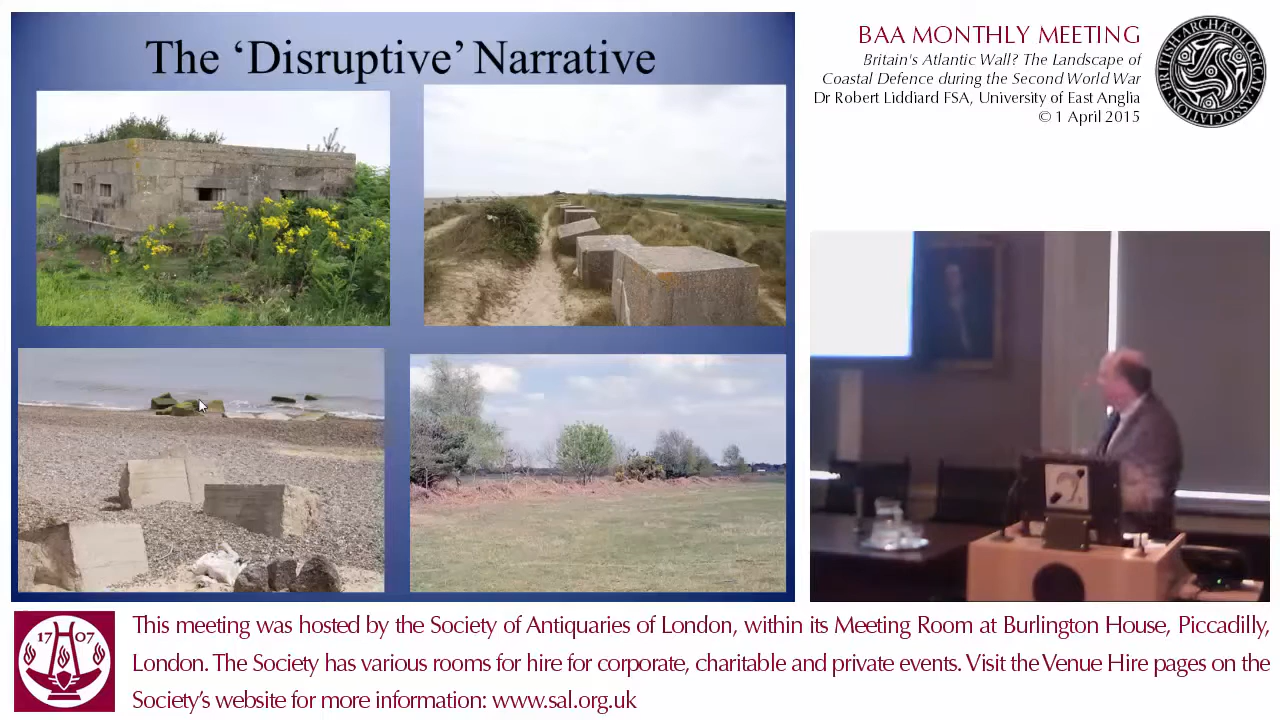 The ‘Disruptive’ Narrative
BAA MONTHLY MEETING
Britain's Atlantic Wall? The Landscape of
Coastal Defence during the Second World War
Dr Robert Liddiard FSA, University of East Anglia
© 1 April 2015
BRITISH · ARCHÆOLOGICAL · ASSOCIATION
1707
This meeting was hosted by the Society of Antiquaries of London, within its Meeting Room at Burlington House, Piccadilly,
London. The Society has various rooms for hire for corporate, charitable and private events. Visit the Venue Hire pages on the
Society’s website for more information: www.sal.org.uk